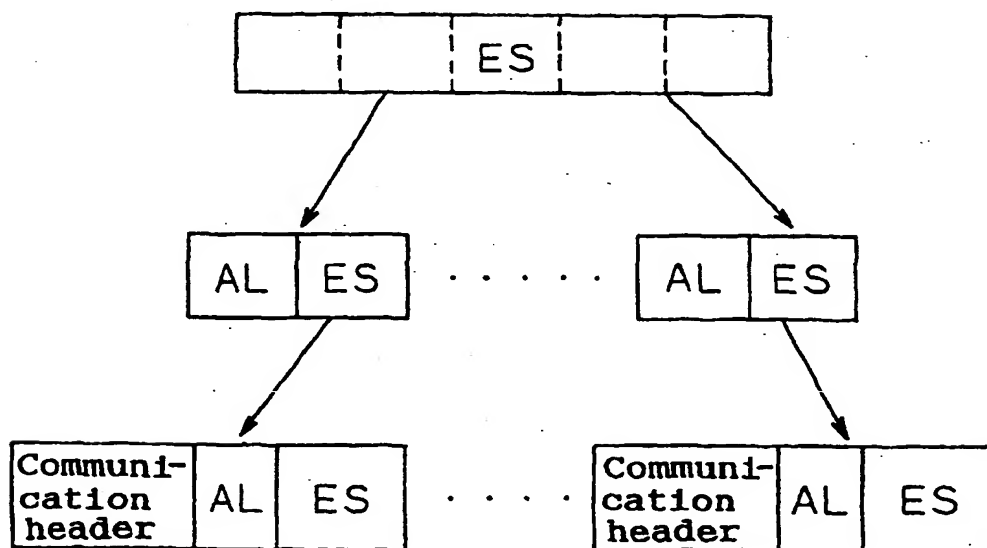 ES
AL ES . . . . . . AL ES
Communi-
cation
header
AL ES . . . . Communi-
cation
header
AL ES